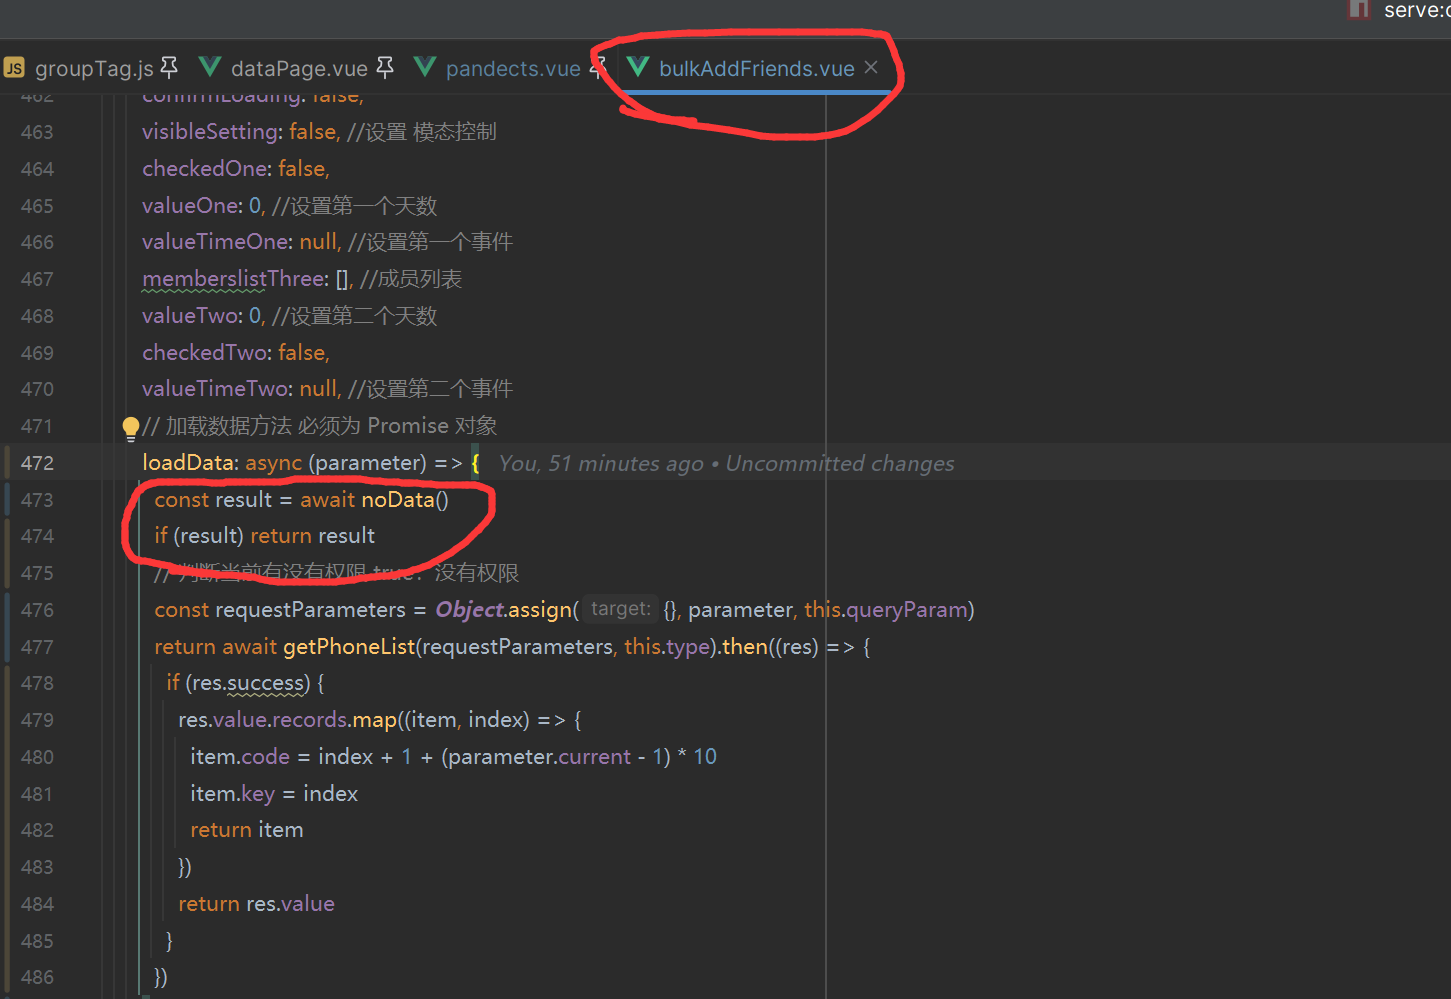 serve:
JS groupTag.js dataPage.vue pandects.vue bulkAddFriends.vue
462 confirmLoading: false,
463 visibleSetting: false, //设置 模态控制
464 checkedOne: false,
465 valueOne: 0, //设置第一个天数
466 valueTimeOne: null, //设置第一个事件
467 memberslistThree: [], //成员列表
468 valueTwo: 0, //设置第二个天数
469 checkedTwo: false,
470 valueTimeTwo: null, //设置第二个事件
471 // 加载数据方法 必须为 Promise 对象
472 loadData: async (parameter) => { You, 51 minutes ago • Uncommitted changes
473 const result = await noData()
474 if (result) return result
475 // 判断当前有没有权限 true：没有权限
476 const requestParameters = Object.assign( target: {}, parameter, this.queryParam)
477 return await getPhoneList(requestParameters, this.type).then((res) => {
478 if (res.success) {
479 res.value.records.map((item, index) => {
480 item.code = index + 1 + (parameter.current - 1) * 10
481 item.key = index
482 return item
483 })
484 return res.value
485 }
486 })